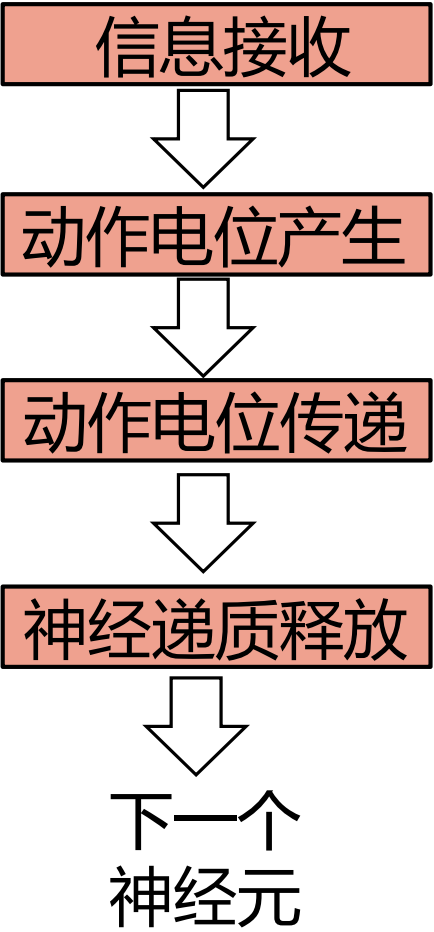 信息接收
动作电位产生
动作电位传递
神经递质释放
下一个
神经元